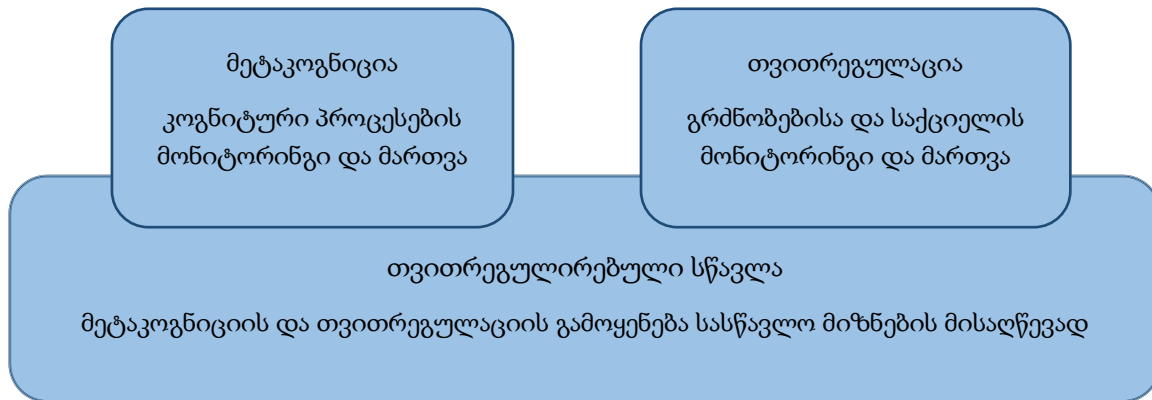 მეტაკოგნიცია
კოგნიტური პროცესების
მონიტორინგი და მართვა
თვითრეგულაცია
გრძნობებისა და საქციელის
მონიტორინგი და მართვა
თვითრეგულირებული სწავლა
მეტაკოგნიციის და თვითრეგულაციის გამოყენება სასწავლო მიზნების მისაღწევად